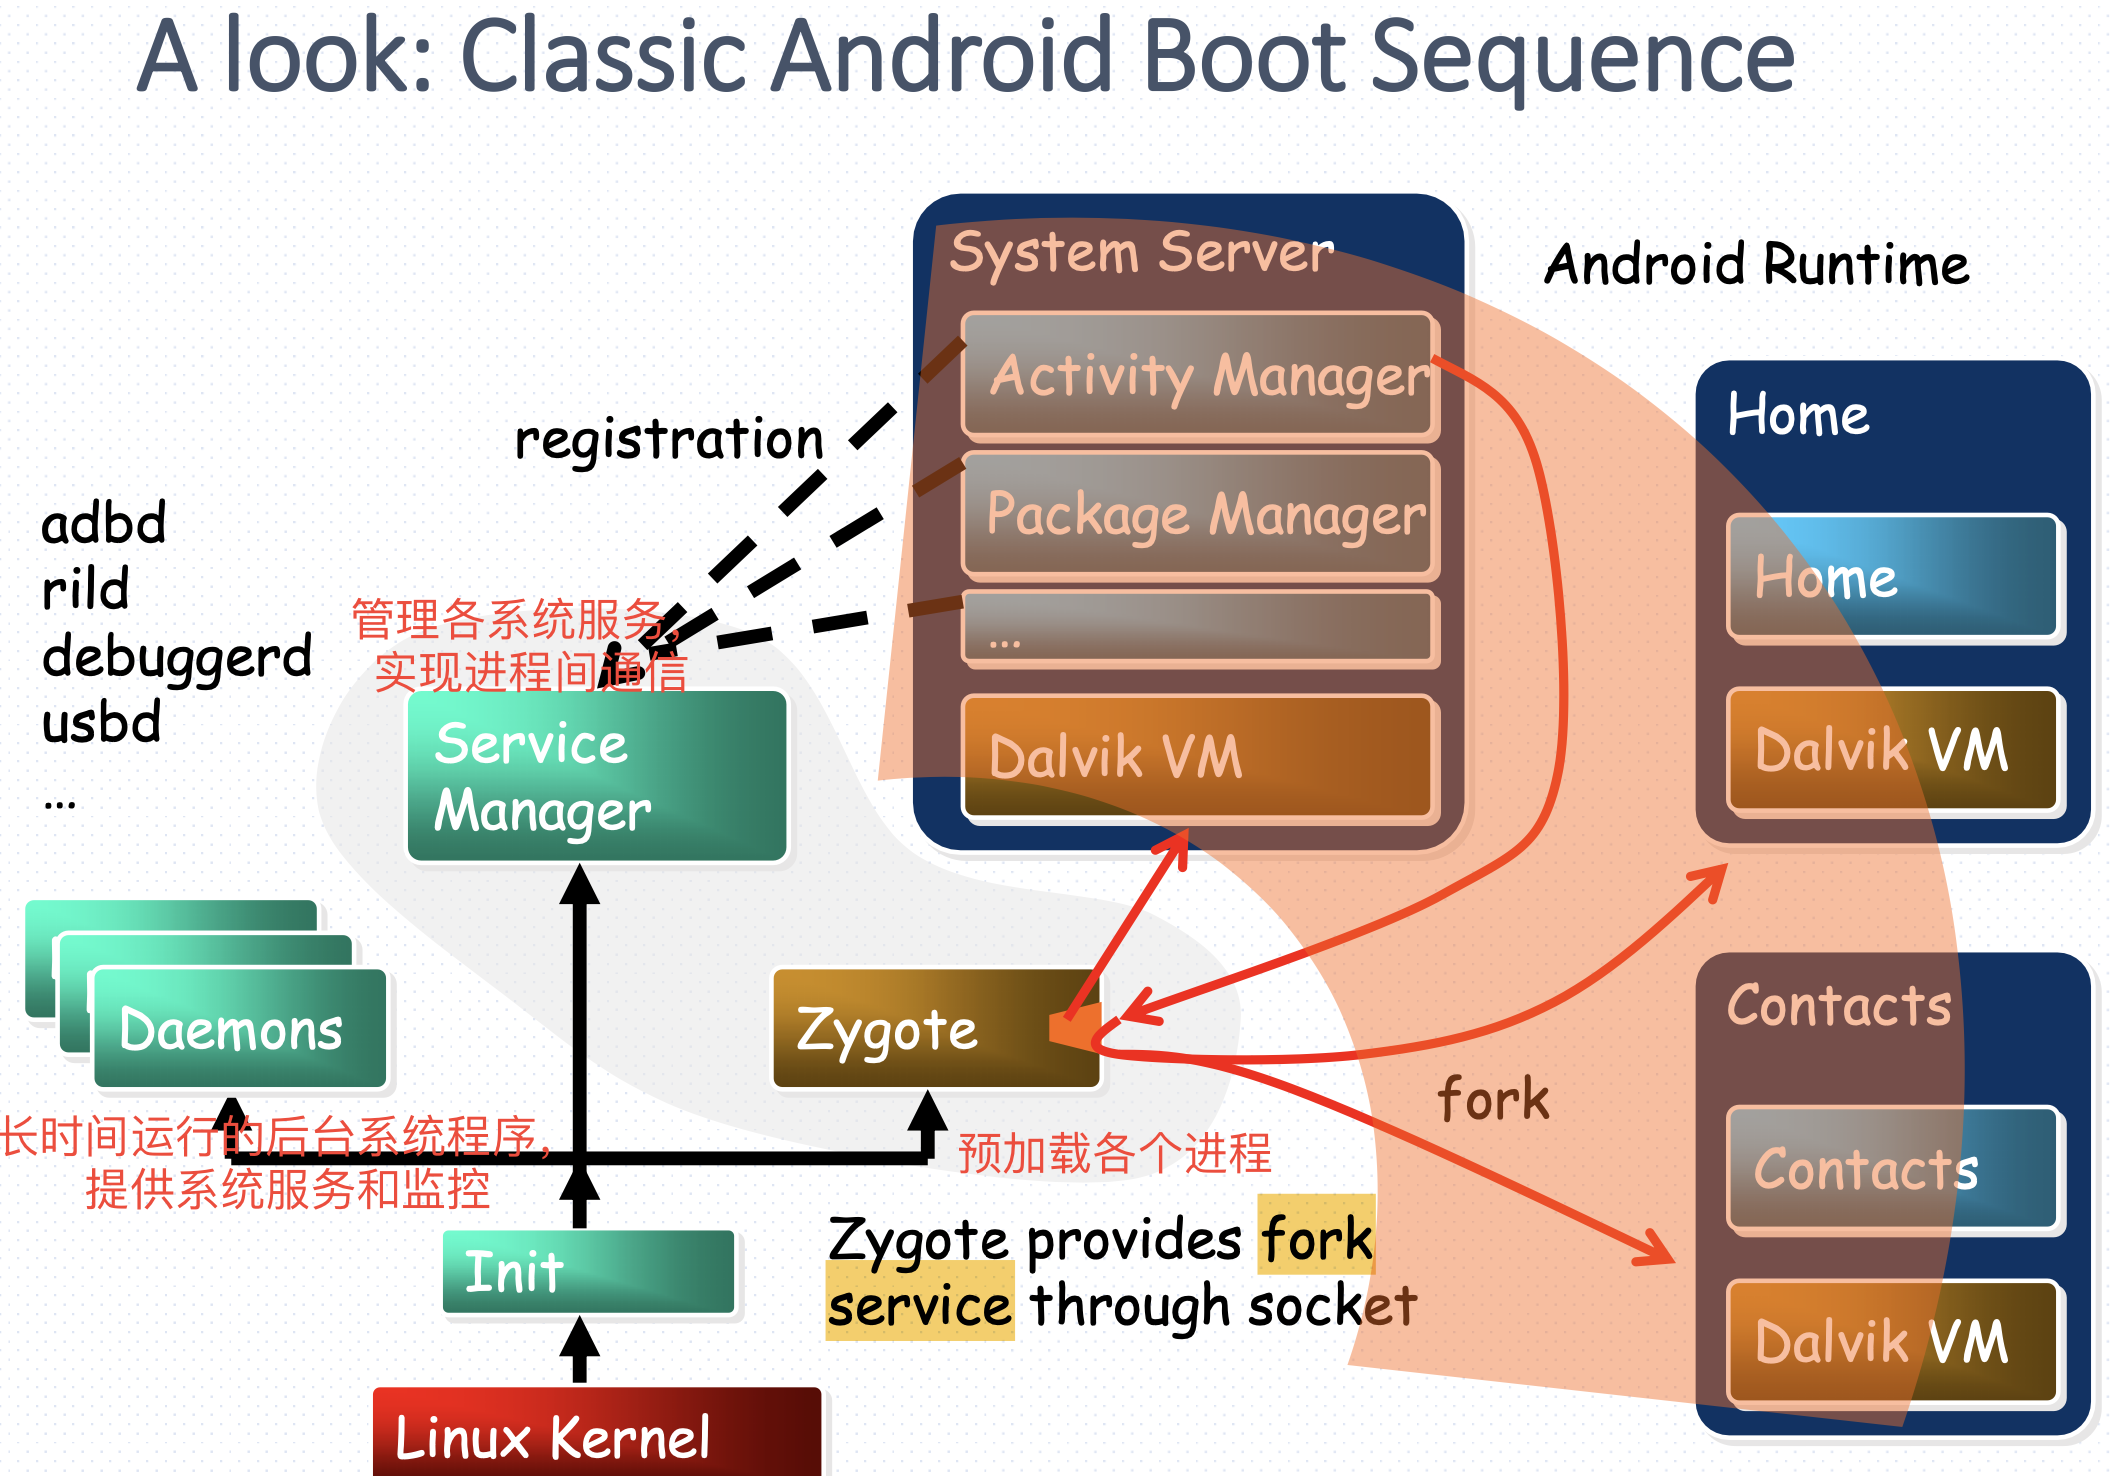 A look: Classic Android Boot Sequence
System Server
Activity Manager
Package Manager
...
Dalvik VM
Android Runtime
Home
Home
Dalvik VM
registration
adbd
rild
debuggerd
usbd
...
管理各系统服务，
实现进程间通信
Service
Manager
Daemons
长时间运行的后台系统程序，
提供系统服务和监控
Zygote
预加载各个进程
fork
Contacts
Contacts
Dalvik VM
Zygote provides fork
service through socket
Init
Linux Kernel